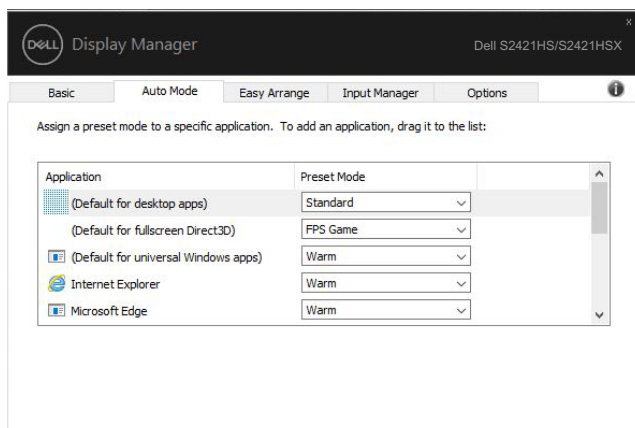 DELL Display Manager Dell S2421HS/S2421HSX
Basic Auto Mode Easy Arrange Input Manager Options
Assign a preset mode to a specific application. To add an application, drag it to the list:
Application Preset Mode
(Default for desktop apps) Standard
(Default for fullscreen Direct3D) FPS Game
(Default for universal Windows apps) Warm
Internet Explorer Warm
Microsoft Edge Warm